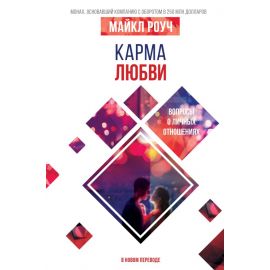 МОНАХ, ОСНОВАВШИЙ КОМПАНИЮ С ОБОРОТОМ В 250 МЛН ДОЛЛАРОВ
МАЙКЛ РОУЧ
КАРМА
ЛЮБВИ
ВОПРОСЫ
О ЛИЧНЫХ
ОТНОШЕНИЯХ
В НОВОМ ПЕРЕВОДЕ